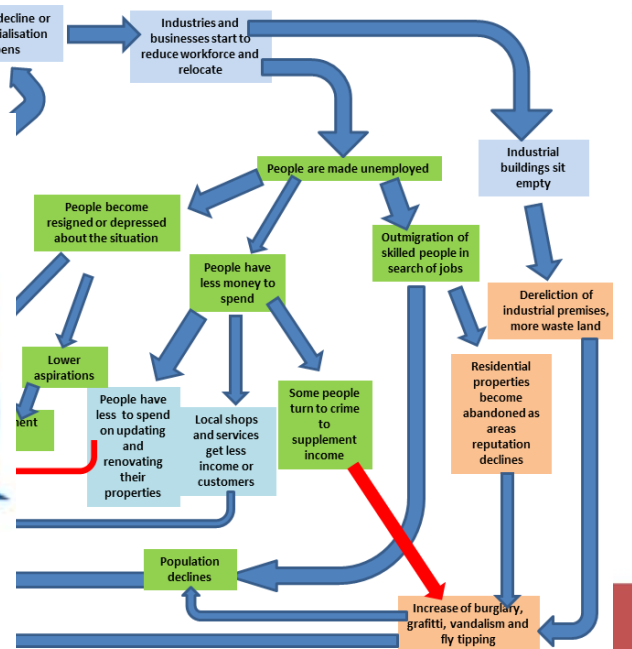 decline or
ialisation
pens
Industries and
businesses start to
reduce workforce and
relocate
People are made unemployed
Industrial
buildings sit
empty
People become
resigned or depressed
about the situation
Outmigration of
skilled people in
search of jobs
People have
less money to
spend
Dereliction of
industrial premises,
more waste land
Lower
aspirations
ment
People have
less to spend
on updating
and
renovating
their
properties
Local shops
and services
get less
income or
customers
Some people
turn to crime
to
supplement
income
Residential
properties
become
abandoned as
areas
reputation
declines
Population
declines
Increase of burglary,
grafitti, vandalism and
fly tipping